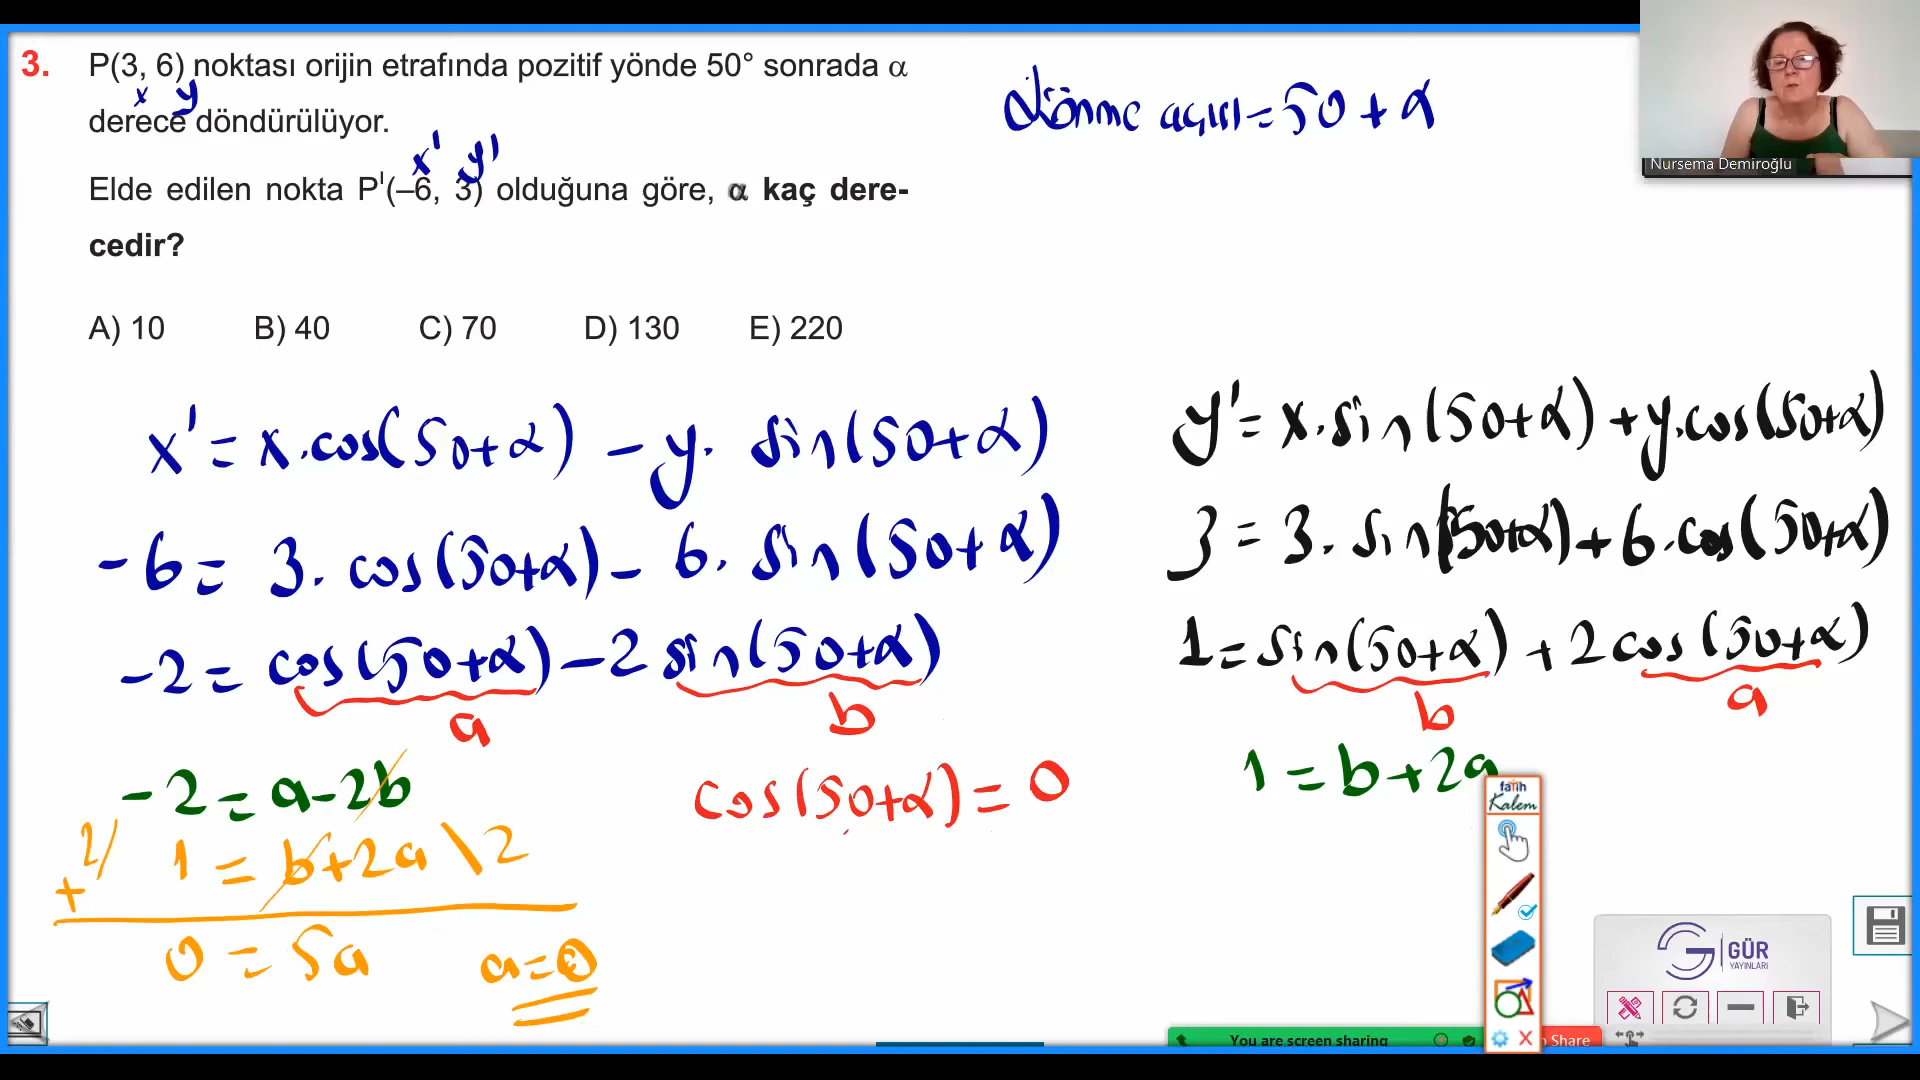 3. P(3, 6) noktası orijin etrafında pozitif yönde 50° sonrada α
x y
derece döndürülüyor.
x' y'
Elde edilen nokta P'(–6, 3) olduğuna göre, α kaç dere-
cedir?
A) 10 B) 40 C) 70 D) 130 E) 220
Dönme açısı = 50 + α
Nursema Demiroğlu
x' = x.cos(50+α) - y. sin(50+α)
-6 = 3. cos(50+α) - 6. sin(50+α)
-2 = cos(50+α) - 2 sin(50+α)
a b
-2 = a-2b
2/ 1 = b+2a \2
+
0 = 5a a=0
cos(50+α) = 0
y' = x.sin(50+α) + y.cos(50+α)
3 = 3. sin(50+α) + 6.cos(50+α)
1 = sin(50+α) + 2cos(50+α)
b a
1 = b+2a
fatih
Kalem
GÜR
YAYINLARI
You are screen sharing
Share